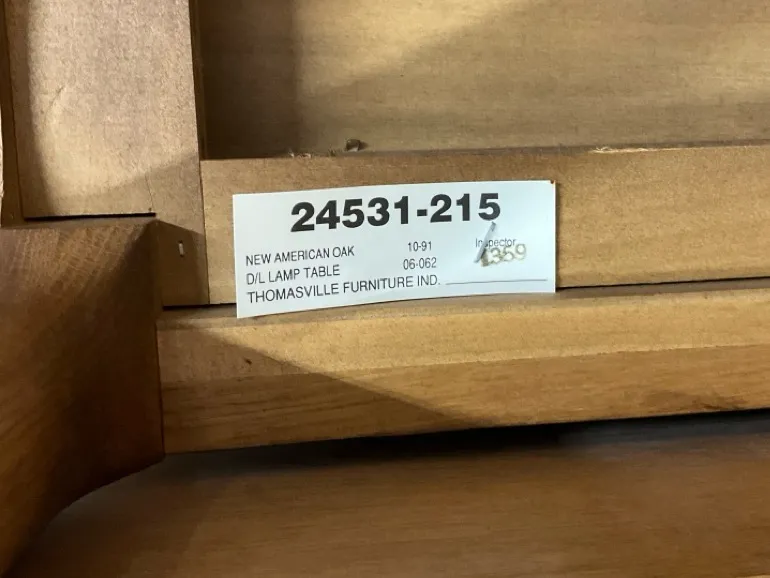 24531-215
NEW AMERICAN OAK 10-91 Inspector
D/L LAMP TABLE 06-062 1359
THOMASVILLE FURNITURE IND.